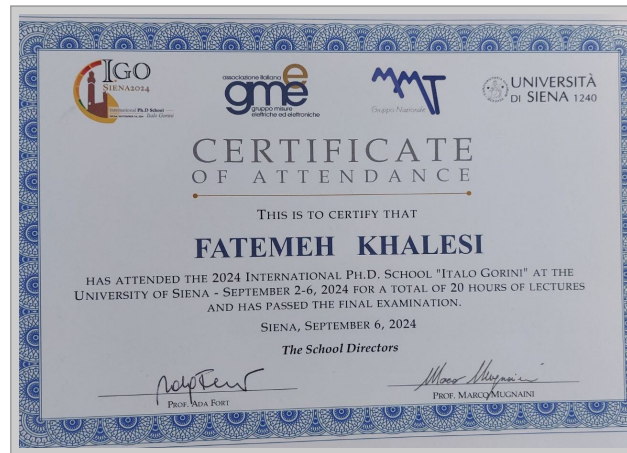 IGO
SIENA2024
International Ph.D School
Italo Gorini
associazione italiana
gmee
gruppo misure
elettriche ed elettroniche
MMT
Gruppo Nazionale
UNIVERSITÀ
DI SIENA 1240
CERTIFICATE
OF ATTENDANCE
THIS IS TO CERTIFY THAT
FATEMEH KHALESI
HAS ATTENDED THE 2024 INTERNATIONAL PH.D. SCHOOL "ITALO GORINI" AT THE
UNIVERSITY OF SIENA - SEPTEMBER 2-6, 2024 FOR A TOTAL OF 20 HOURS OF LECTURES
AND HAS PASSED THE FINAL EXAMINATION.
SIENA, SEPTEMBER 6, 2024
The School Directors
PROF. ADA FORT
Marco Mugnaini
PROF. MARCO MUGNAINI